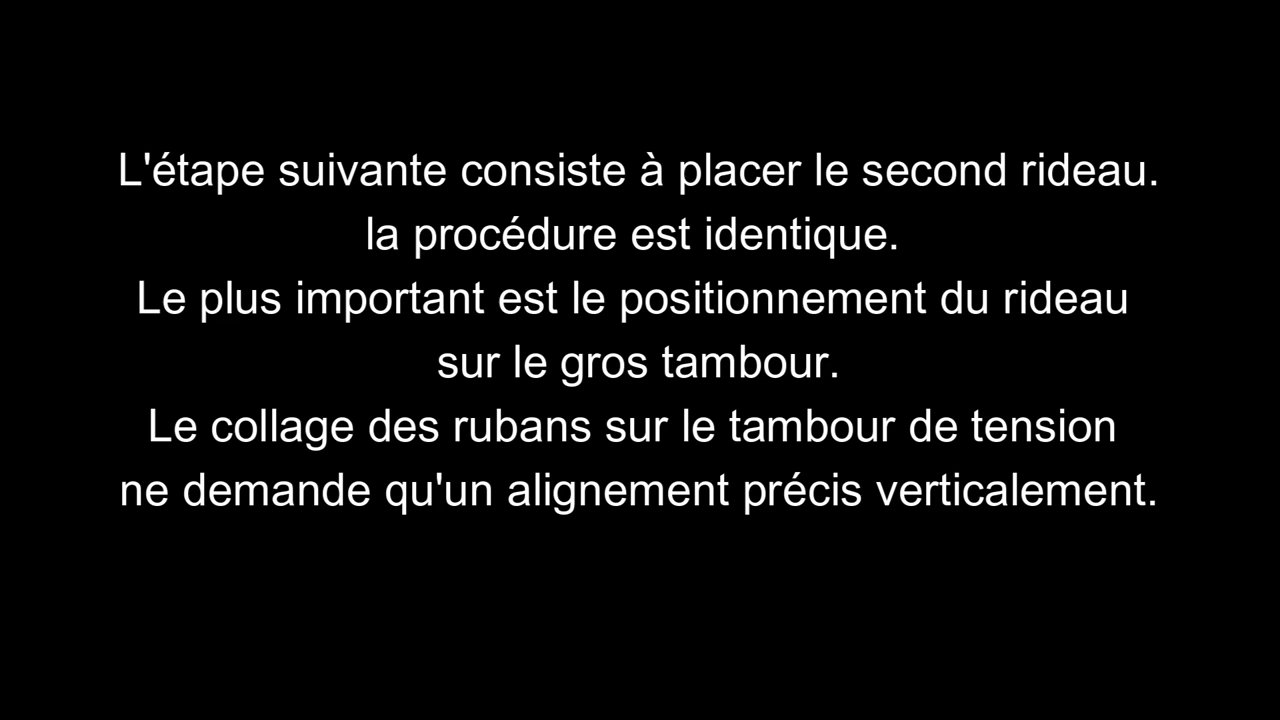 L'étape suivante consiste à placer le second rideau.
la procédure est identique.
Le plus important est le positionnement du rideau
sur le gros tambour.
Le collage des rubans sur le tambour de tension
ne demande qu'un alignement précis verticalement.